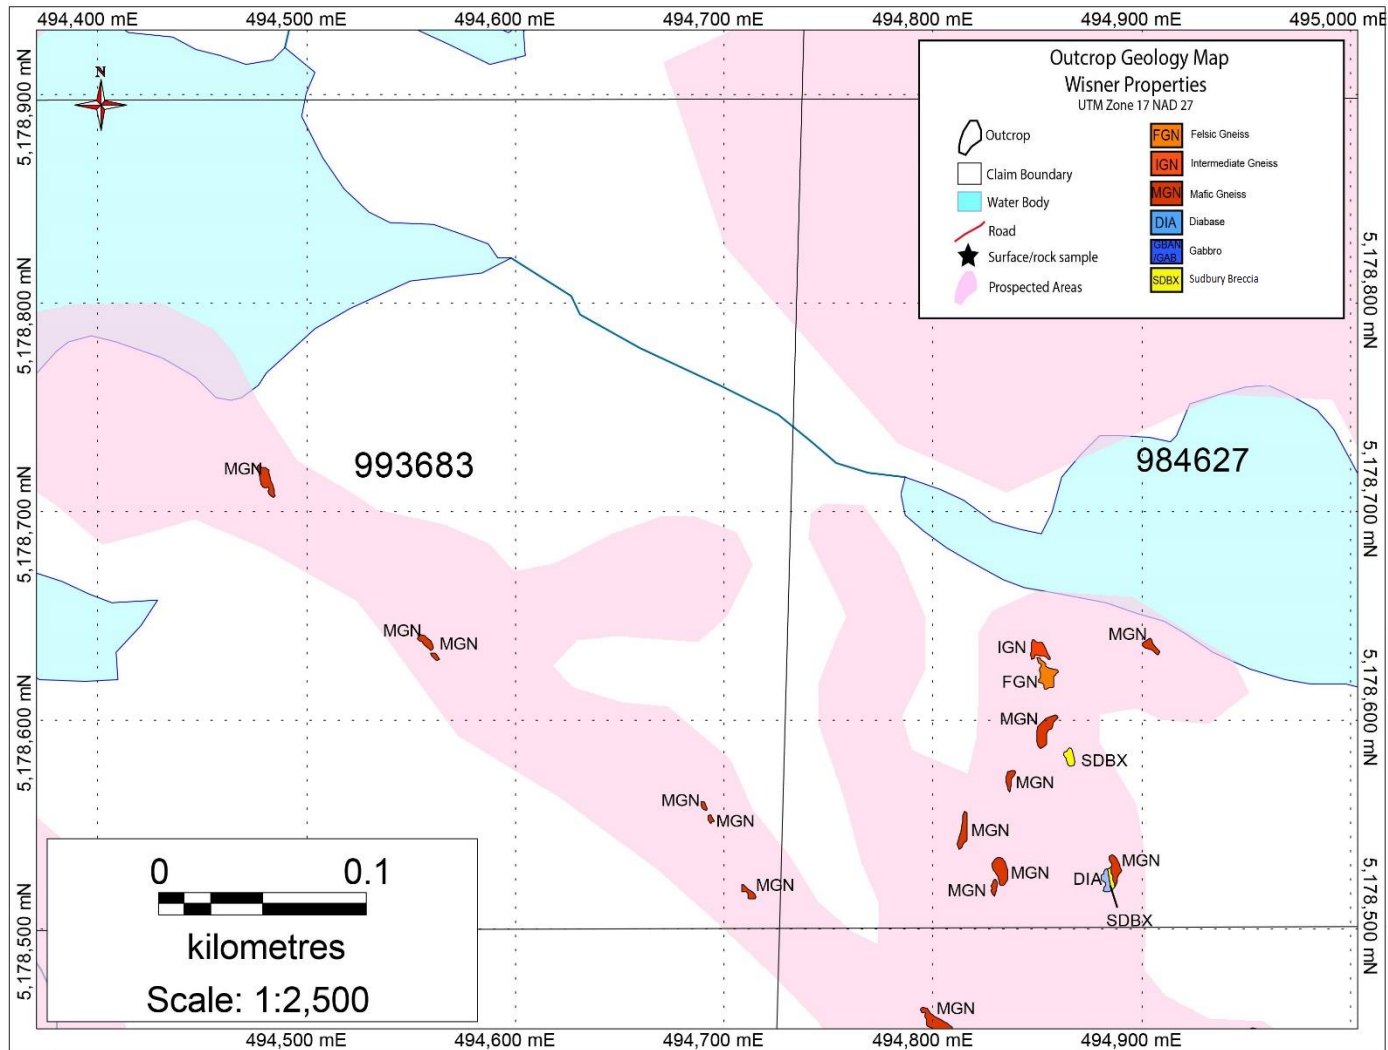 494,400 mE 494,500 mE 494,600 mE 494,700 mE 494,800 mE 494,900 mE 495,000 mE
N
5,178,900 mN
5,178,800 mN
5,178,700 mN
5,178,600 mN
5,178,500 mN
Outcrop Geology Map
Wisner Properties
UTM Zone 17 NAD 27
Outcrop
Claim Boundary
Water Body
Road
Surface/rock sample
Prospected Areas
FGN Felsic Gneiss
IGN Intermediate Gneiss
MGN Mafic Gneiss
DIA Diabase
GBAN
/GAB Gabbro
SDBX Sudbury Breccia
5,178,800 mN
5,178,700 mN
5,178,600 mN
5,178,500 mN
993683
984627
MGN
MGN
MGN
IGN
MGN
FGN
MGN
SDBX
MGN
MGN
MGN
MGN
MGN
MGN
DIA
MGN
MGN
SDBX
MGN
0 0.1
kilometres
Scale: 1:2,500
494,500 mE 494,600 mE 494,700 mE 494,800 mE 494,900 mE